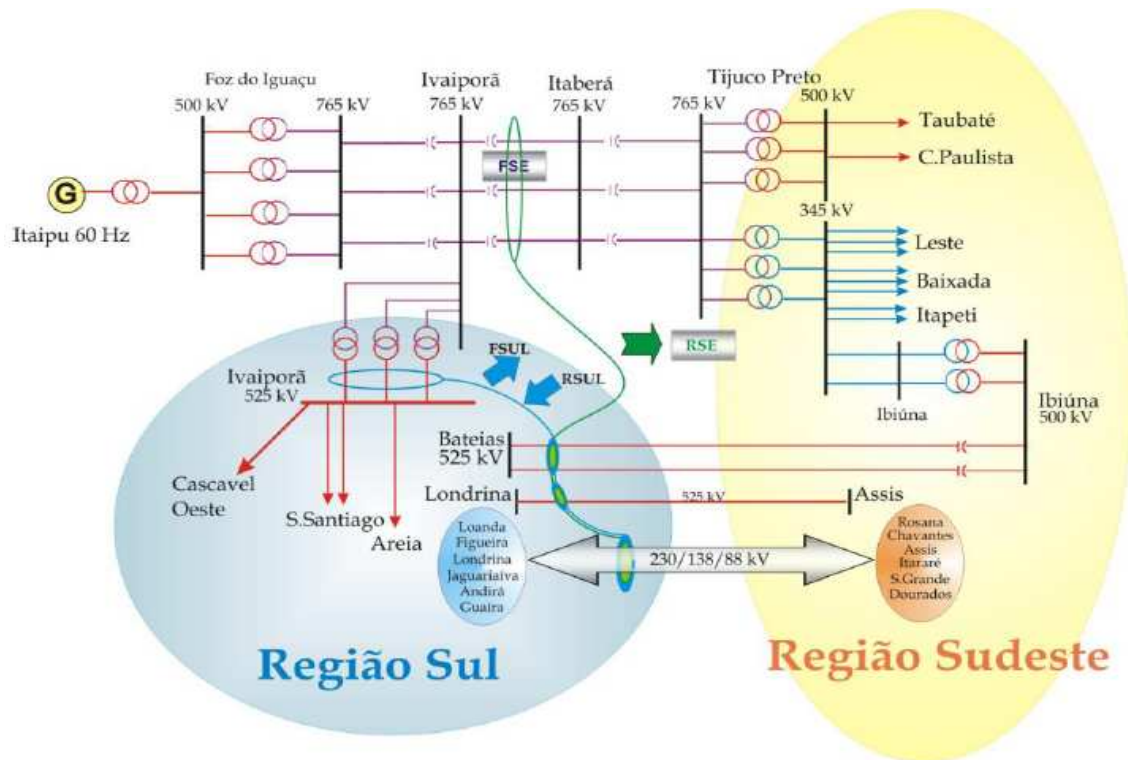 Foz do Iguaçu
500 kV
765 kV
Ivaiporã
765 kV
Itaberá
765 kV
Tijuco Preto
765 kV
500 kV
Taubaté
C.Paulista
FSE
G
Itaipu 60 Hz
345 kV
Leste
Baixada
Itapeti
FSUL
RSUL
RSE
Ivaiporã
525 kV
Ibiúna
Ibiúna
500 kV
Bateias
525 kV
Cascavel
Oeste
S.Santiago
Areia
Londrina
525 kV
Assis
Loanda
Figueira
Londrina
Jaguariaiva
Andirá
Guaira
230/138/88 kV
Rosana
Chavantes
Assis
Itararé
S.Grande
Dourados
Região Sul
Região Sudeste